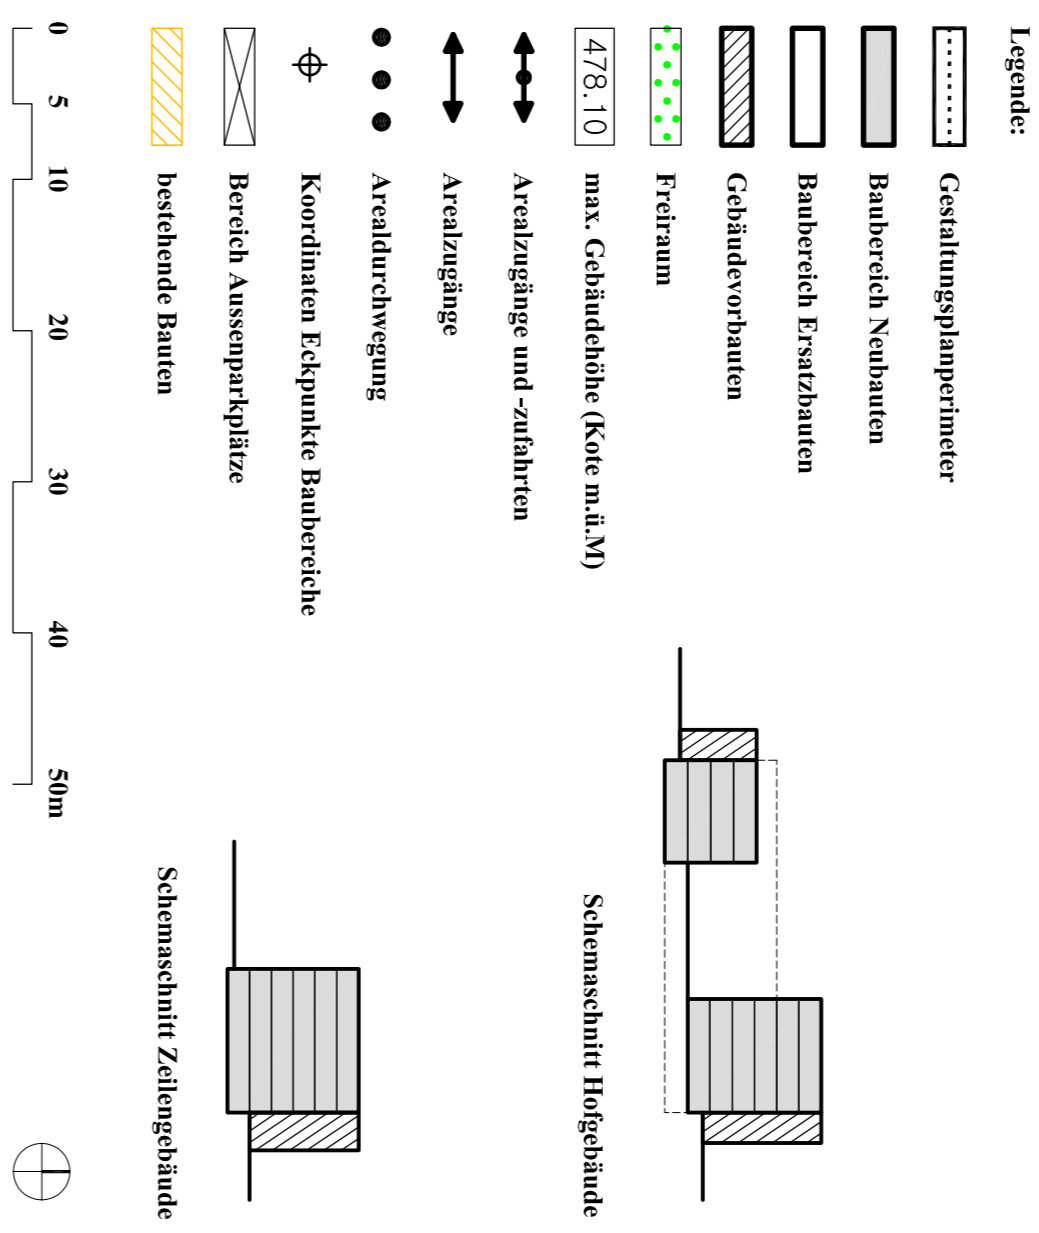 Legende:
Gestaltungsplanperimeter
Baubereich Neubauten
Baubereich Ersatzbauten
Gebäudevorbauten
Freiraum
478.10 max. Gebäudehöhe (Kote m.ü.M)
Arealzugänge und -zufahrten
Arealzugänge
Arealdurchwegung
Koordinaten Eckpunkte Baubereiche
Bereich Aussenparkplätze
bestehende Bauten
0 5 10 20 30 40 50m
Schemaschnitt Hofgebäude
Schemaschnitt Zeilengebäude